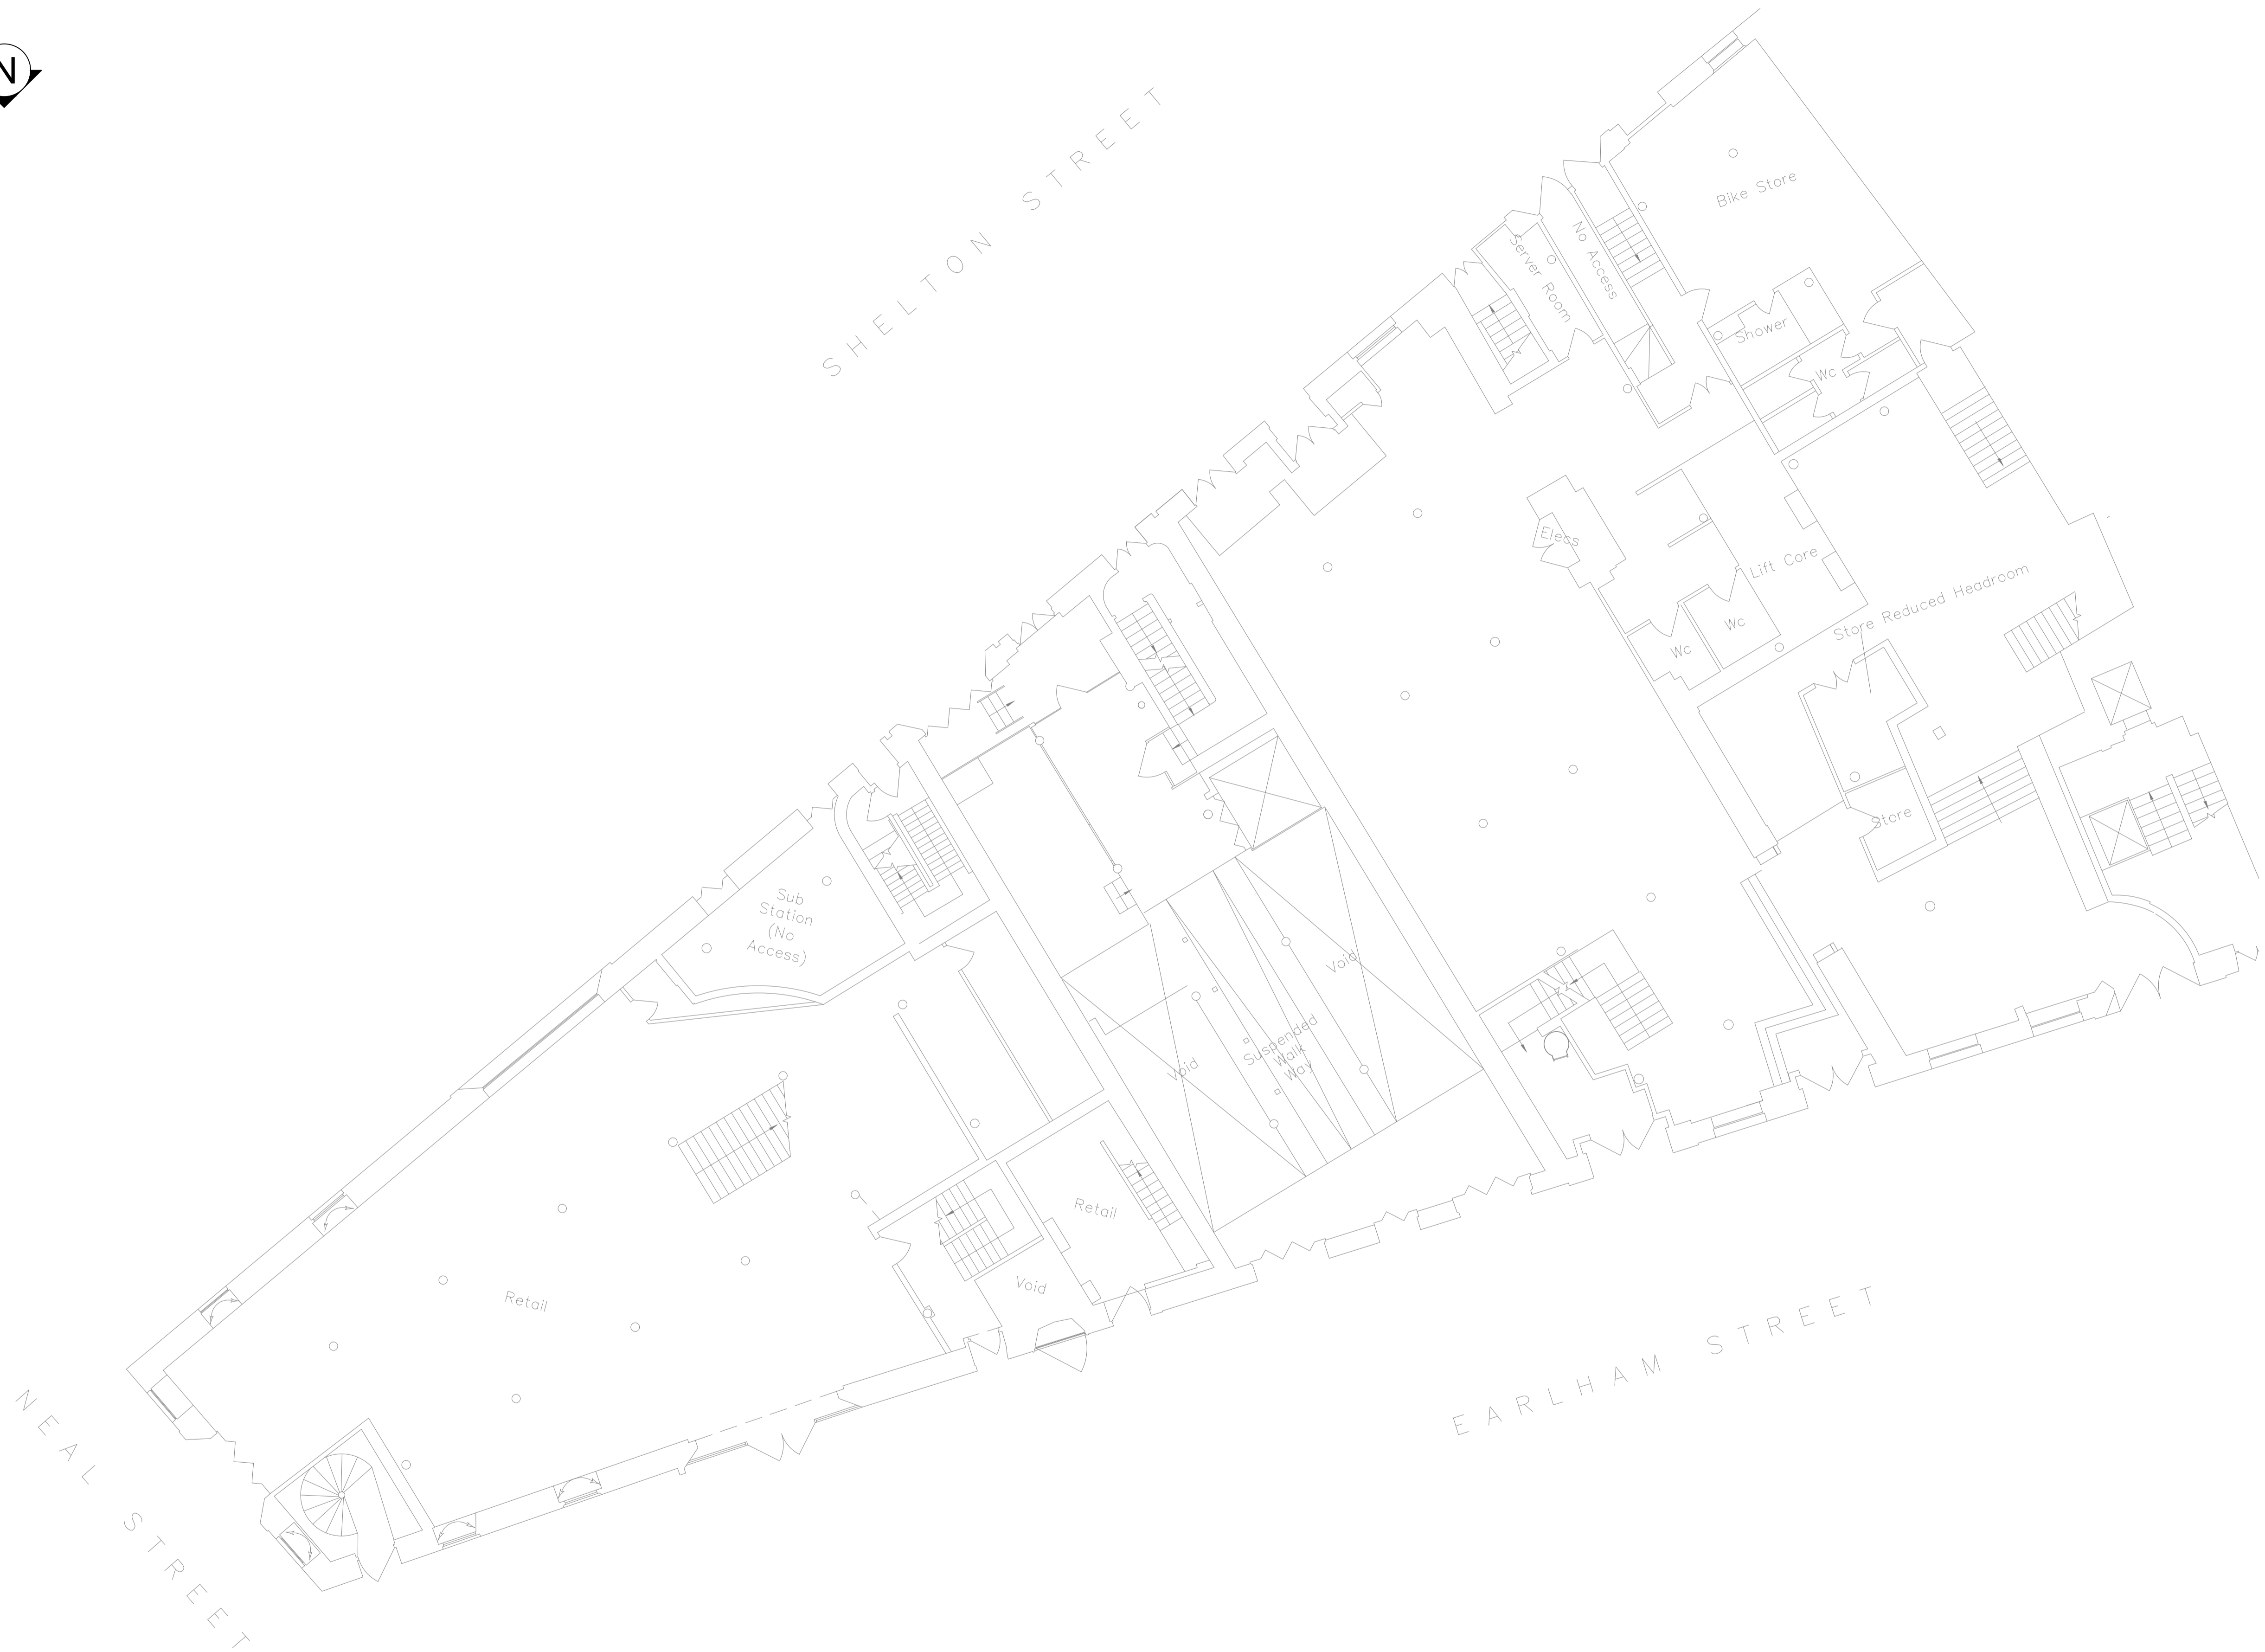 N
SHELTON STREET
Bike Store
No Access
Server Room
Shower
Wc
Elecs
Lift Core
Store Reduced Headroom
Wc
Wc
Store
Sub
Station
(No
Access)
Void
Suspended
Walk
Way
Void
Retail
Void
Retail
EARLHAM STREET
NEAL STREET